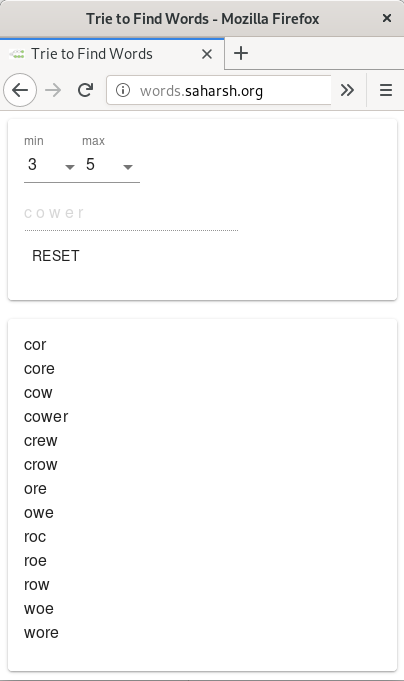 Trie to Find Words - Mozilla Firefox
Trie to Find Words
words.saharsh.org
min max
3 5
cower
RESET
cor
core
cow
cower
crew
crow
ore
owe
roc
roe
row
woe
wore